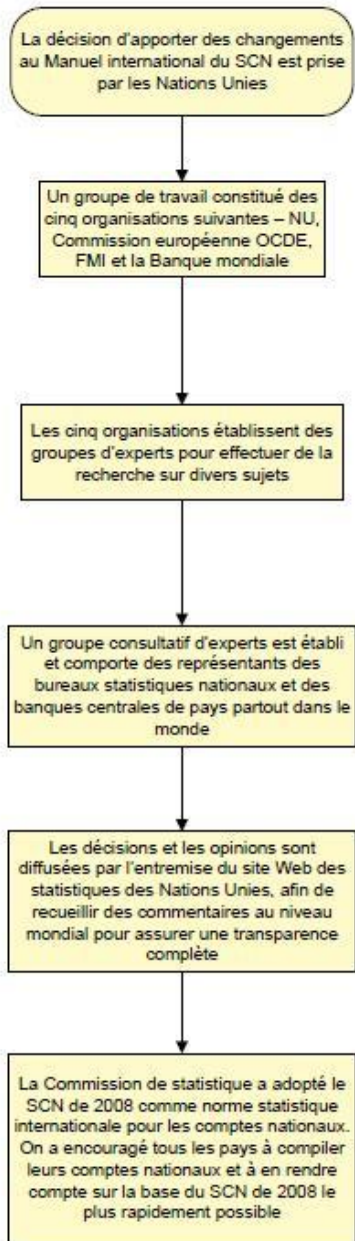 La décision d'apporter des changements
au Manuel international du SCN est prise
par les Nations Unies
Un groupe de travail constitué des
cinq organisations suivantes – NU,
Commission européenne OCDE,
FMI et la Banque mondiale
Les cinq organisations établissent des
groupes d'experts pour effectuer de la
recherche sur divers sujets
Un groupe consultatif d'experts est établi
et comporte des représentants des
bureaux statistiques nationaux et des
banques centrales de pays partout dans le
monde
Les décisions et les opinions sont
diffusées par l'entremise du site Web des
statistiques des Nations Unies, afin de
recueillir des commentaires au niveau
mondial pour assurer une transparence
complète
La Commission de statistique a adopté le
SCN de 2008 comme norme statistique
internationale pour les comptes nationaux.
On a encouragé tous les pays à compiler
leurs comptes nationaux et à en rendre
compte sur la base du SCN de 2008 le
plus rapidement possible